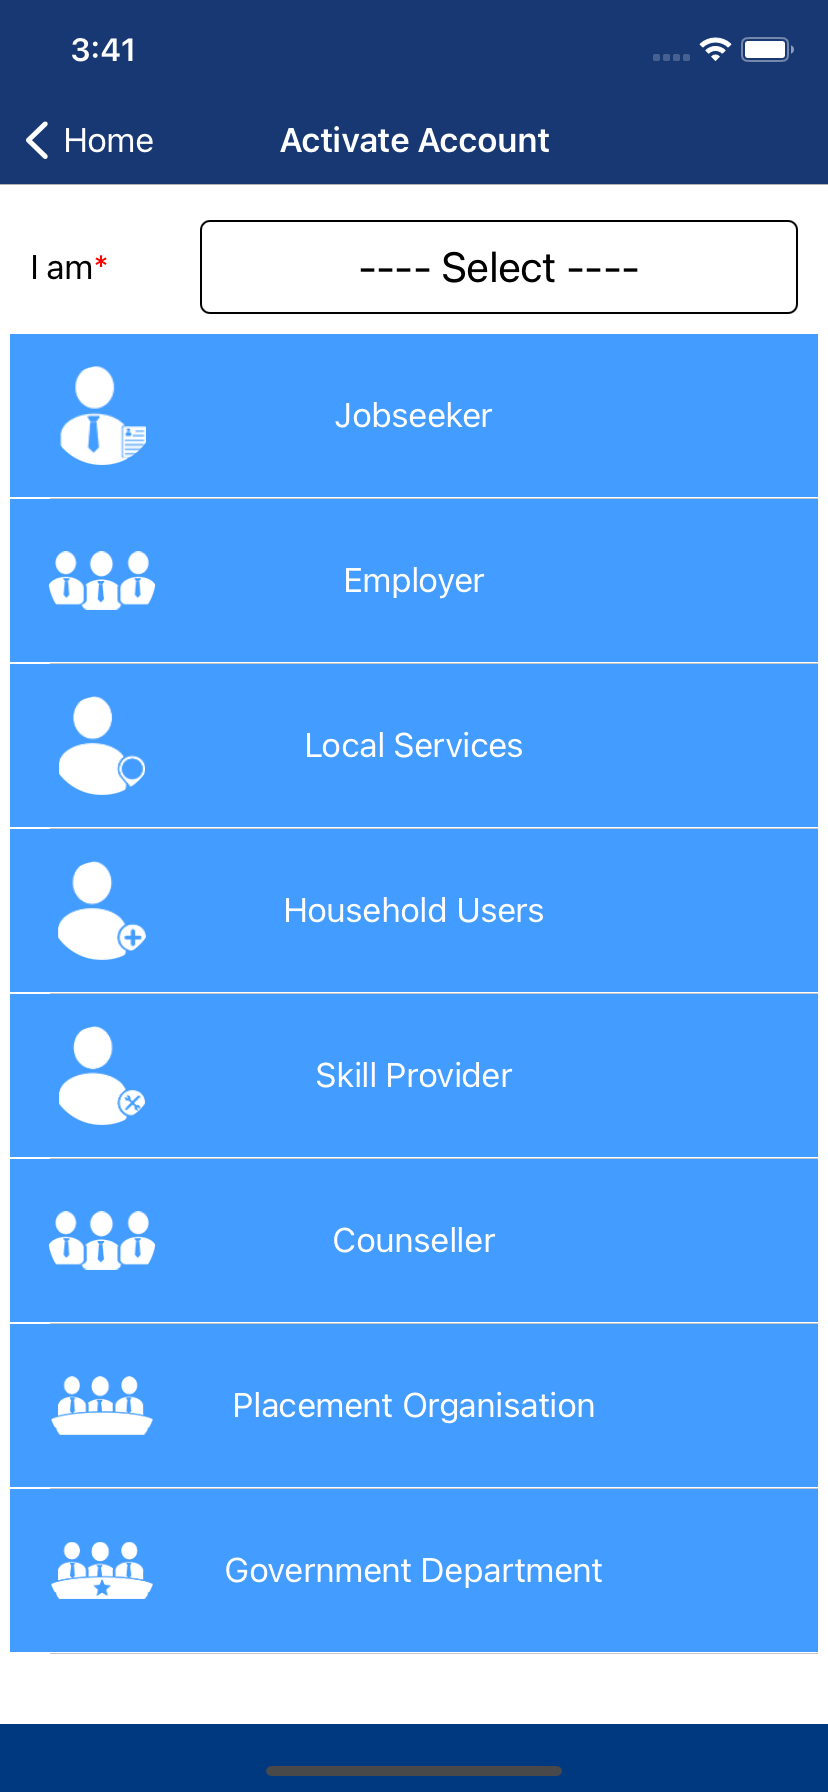 3:41
Home
Activate Account
I am*
---- Select ----
Jobseeker
Employer
Local Services
Household Users
Skill Provider
Counseller
Placement Organisation
Government Department